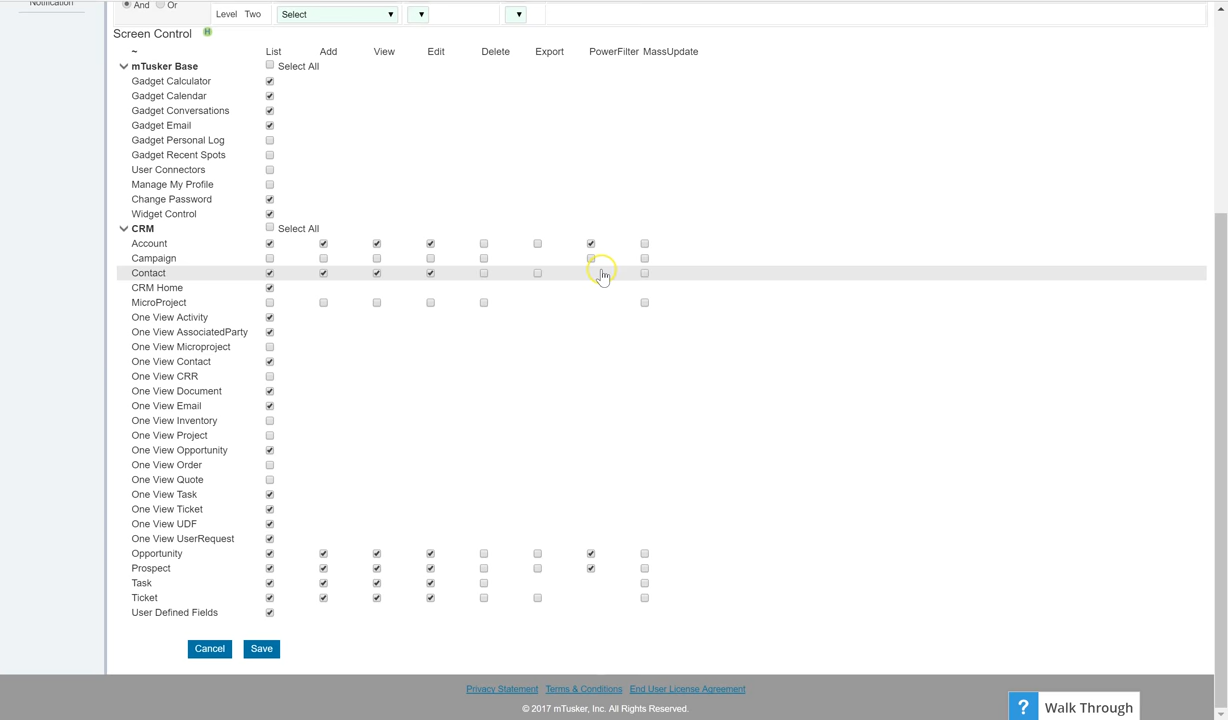 Notification
And Or
Level Two Select
Screen Control H
~ List Add View Edit Delete Export PowerFilter MassUpdate
mTusker Base Select All
Gadget Calculator
Gadget Calendar
Gadget Conversations
Gadget Email
Gadget Personal Log
Gadget Recent Spots
User Connectors
Manage My Profile
Change Password
Widget Control
CRM Select All
Account
Campaign
Contact
CRM Home
MicroProject
One View Activity
One View AssociatedParty
One View Microproject
One View Contact
One View CRR
One View Document
One View Email
One View Inventory
One View Project
One View Opportunity
One View Order
One View Quote
One View Task
One View Ticket
One View UDF
One View UserRequest
Opportunity
Prospect
Task
Ticket
User Defined Fields
Cancel Save
Privacy Statement Terms & Conditions End User License Agreement
© 2017 mTusker, Inc. All Rights Reserved.
? Walk Through